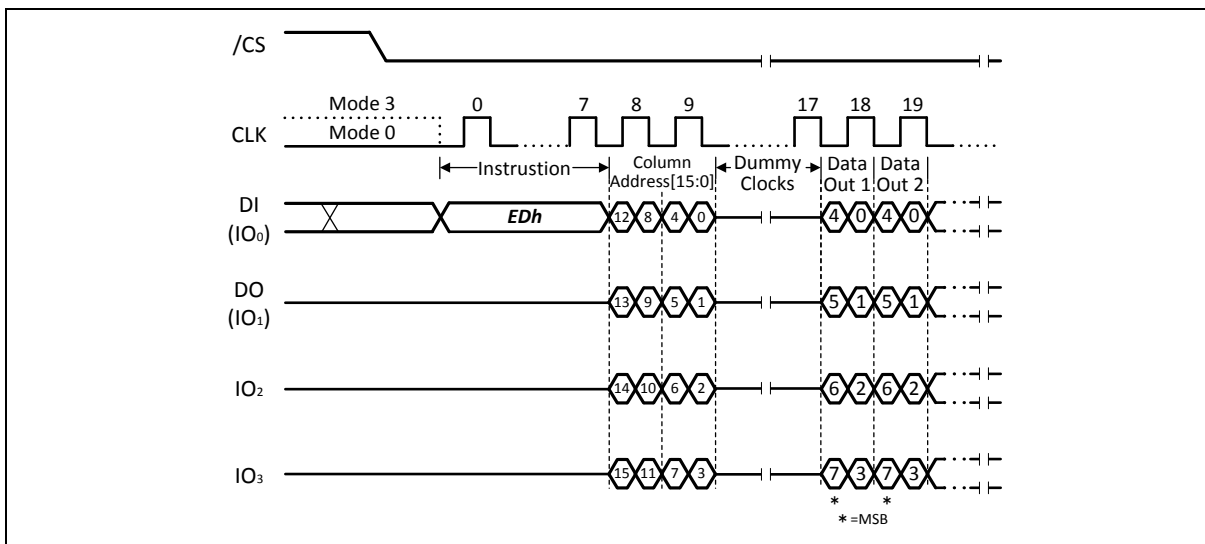 /CS
Mode 3
0 7 8 9 17 18 19
CLK
Mode 0
Instrustion
Column
Address[15:0]
Dummy
Clocks
Data
Out 1
Data
Out 2
DI
(IO0)
EDh
12 8 4 0 4 0 4 0
DO
(IO1)
13 9 5 1 5 1 5 1
IO2
14 10 6 2 6 2 6 2
IO3
15 11 7 3 7 3 7 3
* *
* =MSB